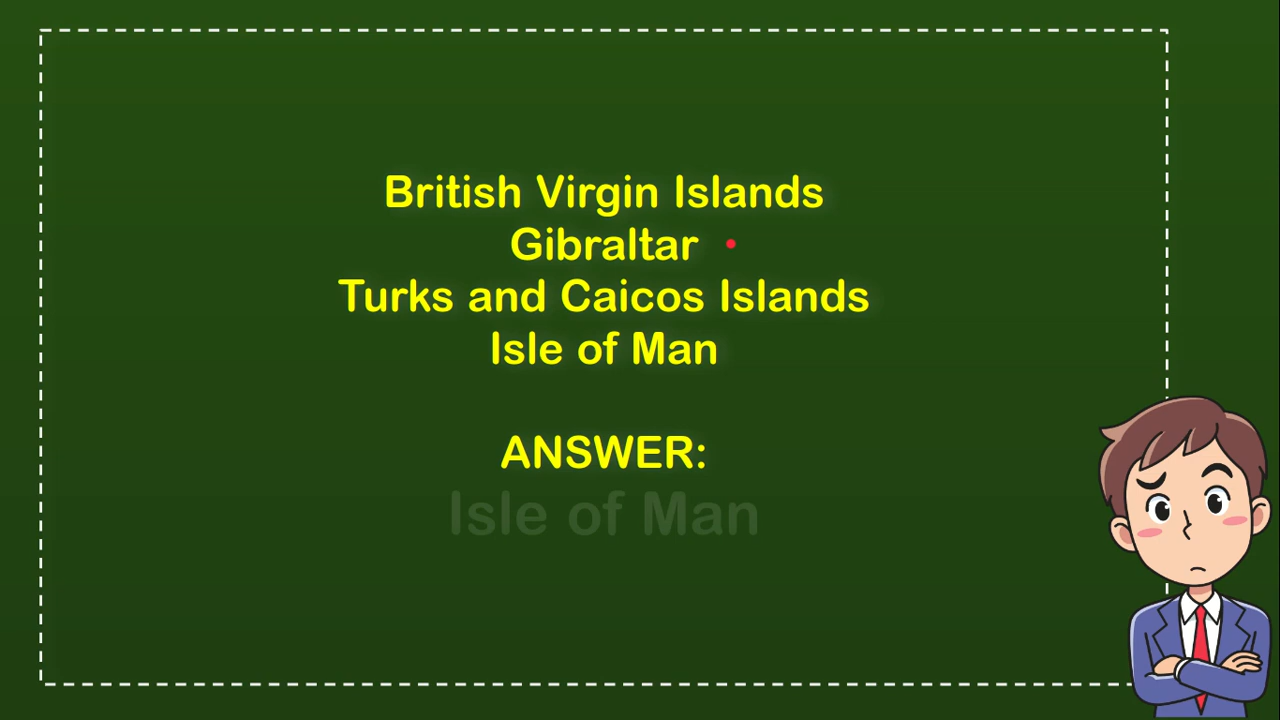 British Virgin Islands
Gibraltar
Turks and Caicos Islands
Isle of Man
ANSWER:
Isle of Man